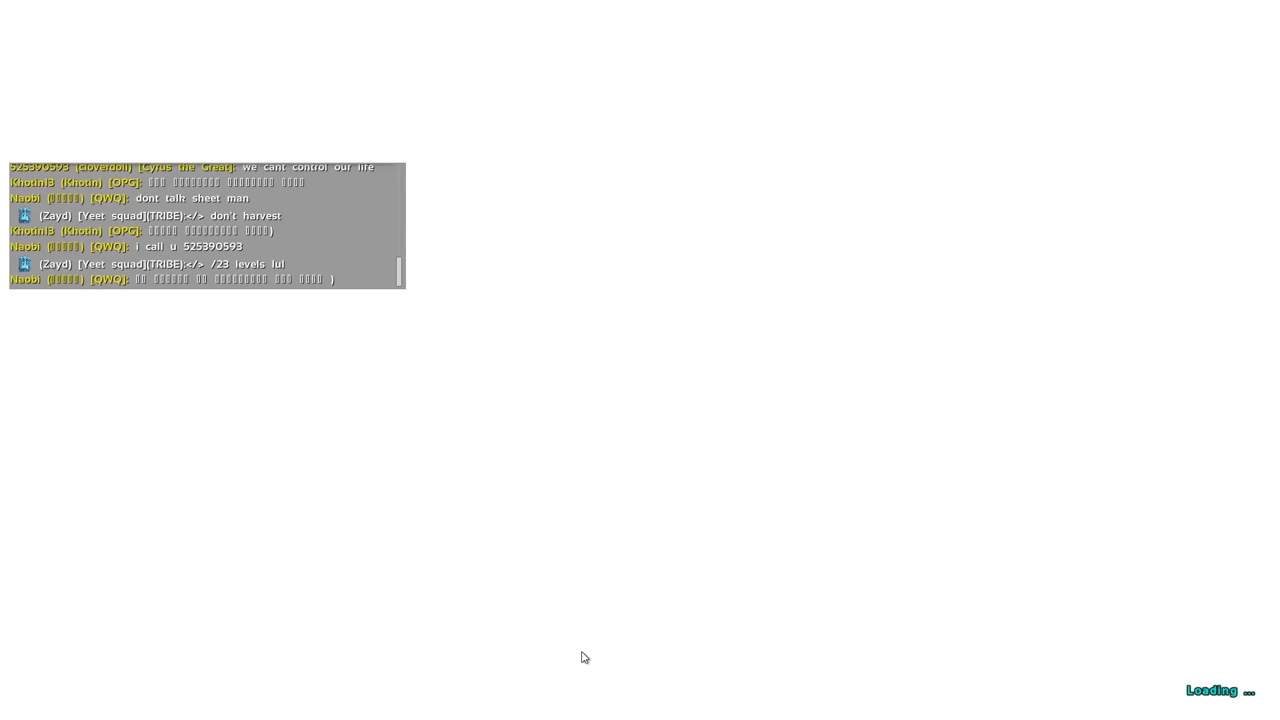 525390593 (cloverdoll) [Cyrus the Great]: we cant control our life
Khotin13 (Khotin) [OPG]:
Naobi [QWQ]: dont talk sheet man
(Zayd) [Yeet squad](TRIBE):</> don't harvest
Khotin13 (Khotin) [OPG]: )
Naobi [QWQ]: i call u 525390593
(Zayd) [Yeet squad](TRIBE):</> /23 levels lul
Naobi [QWQ]: )
Loading ...